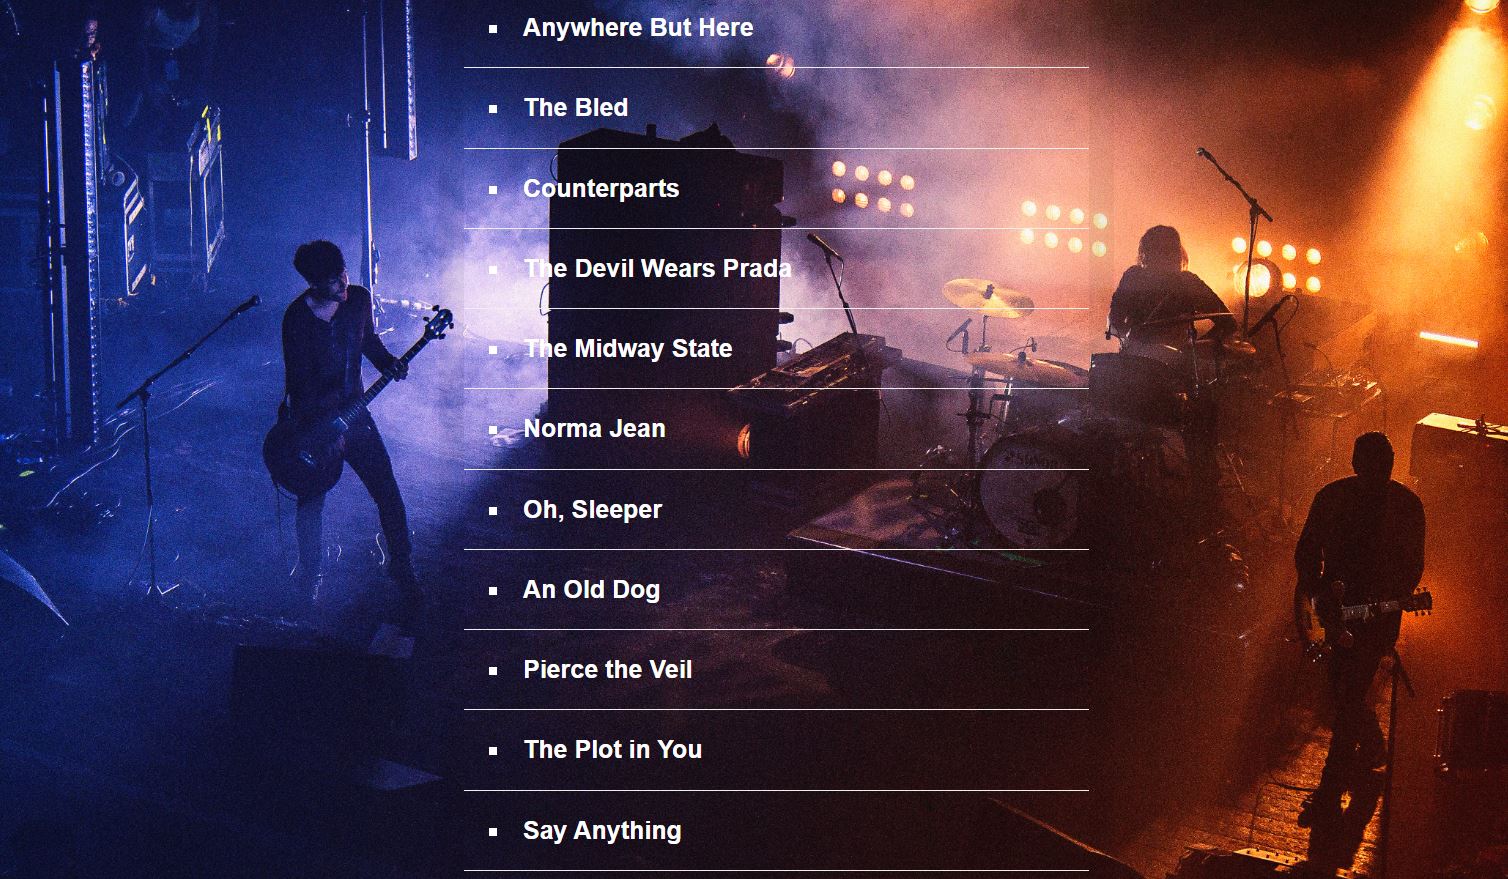 Anywhere But Here
The Bled
Counterparts
The Devil Wears Prada
The Midway State
Norma Jean
Oh, Sleeper
An Old Dog
Pierce the Veil
The Plot in You
Say Anything